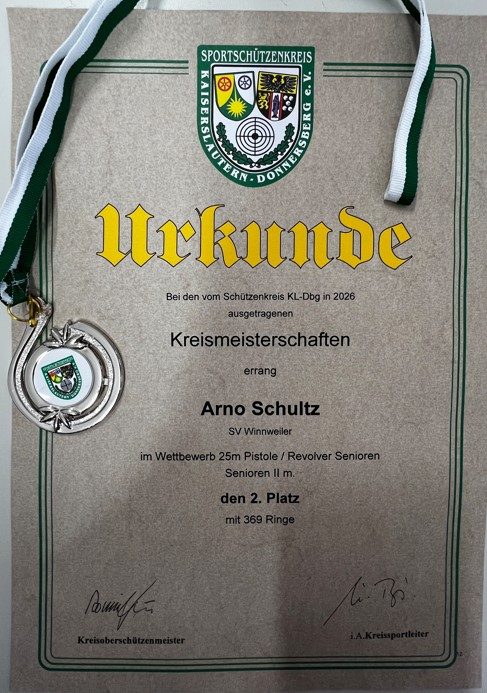 SPORTSCHÜTZENKREIS
KAISERSLAUTERN - DONNERSBERG e.V.
Urkunde
Bei den vom Schützenkreis KL-Dbg in 2026
ausgetragenen
Kreismeisterschaften
errang
Arno Schultz
SV Winnweiler
im Wettbewerb 25m Pistole / Revolver Senioren
Senioren II m.
den 2. Platz
mit 369 Ringe
Kreisoberschützenmeister
i.A.Kreissportleiter